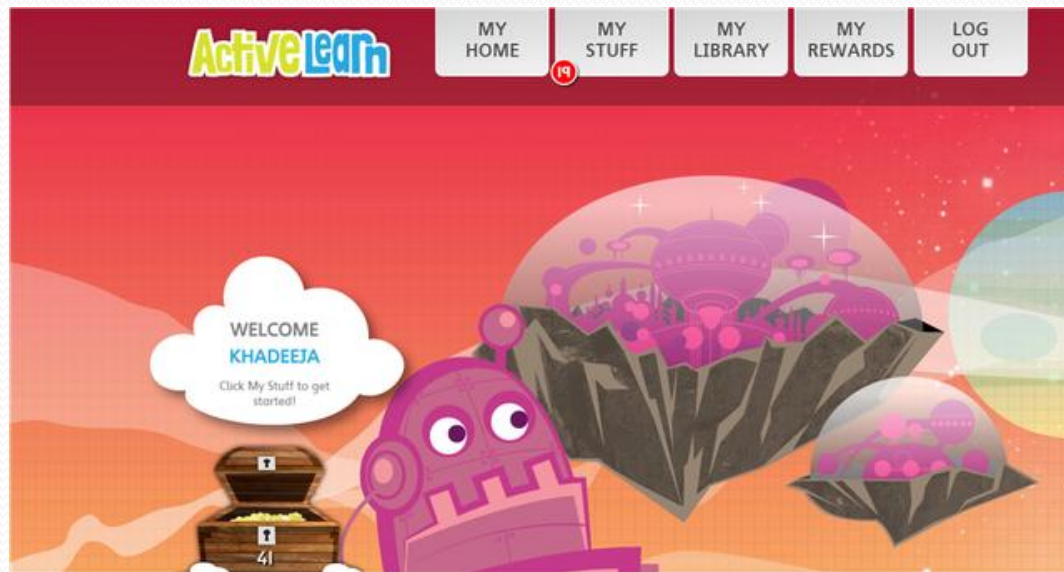 ActiveLearn
MY HOME
MY STUFF
19
MY LIBRARY
MY REWARDS
LOG OUT
WELCOME
KHADEEJA
Click My Stuff to get
started!
41